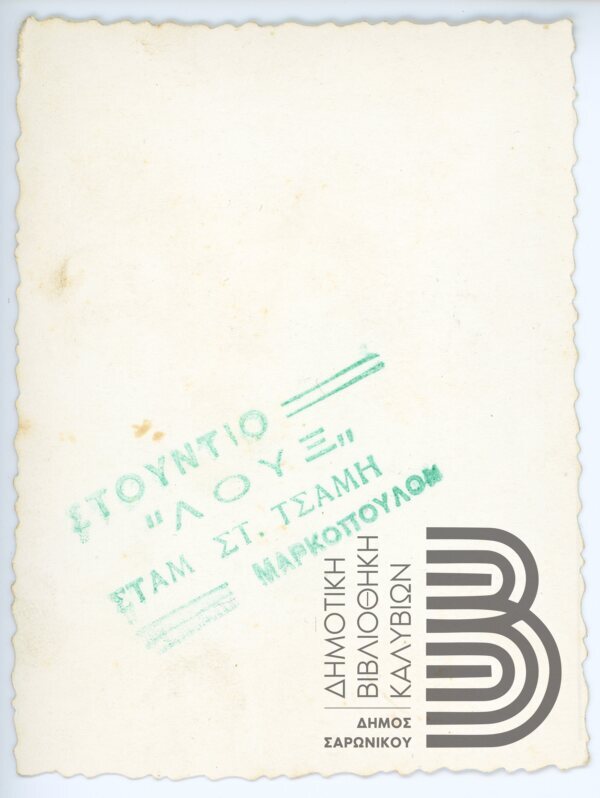 ΣΤΟΥΝΤΙΟ
"ΛΟΥΞ"
ΣΤΑΜ ΣΤ. ΤΣΑΜΗ
ΜΑΡΚΟΠΟΥΛΟΝ
ΔΗΜΟΤΙΚΗ
ΒΙΒΛΙΟΘΗΚΗ
ΚΑΛΥΒΙΩΝ
ΔΗΜΟΣ
ΣΑΡΩΝΙΚΟΥ